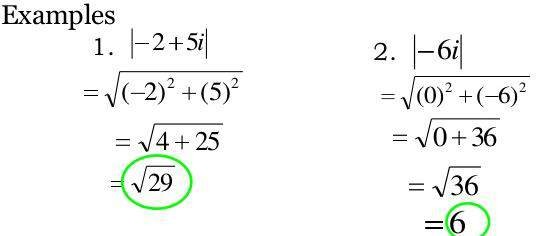 Examples
1. |−2+5i|
= √((−2)² + (5)²)
= √(4 + 25)
= √29
2. |−6i|
= √((0)² + (−6)²)
= √(0 + 36)
= √36
= 6